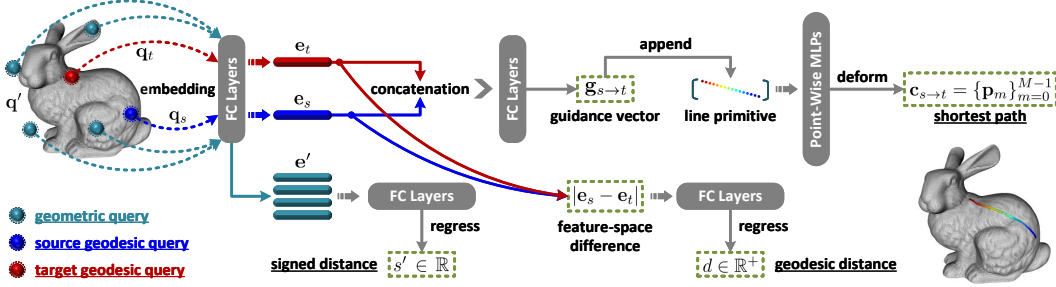 q_t
q'
q_s
embedding
FC Layers
e_t
e_s
concatenation
FC Layers
g_{s→t}
guidance vector
append
line primitive
Point-Wise MLPs
deform
c_{s→t} = {p_m}_{m=0}^{M-1}
shortest path
e'
FC Layers
regress
signed distance
s' ∈ ℝ
|e_s − e_t|
feature-space
difference
FC Layers
regress
d ∈ ℝ⁺
geodesic distance
geometric query
source geodesic query
target geodesic query